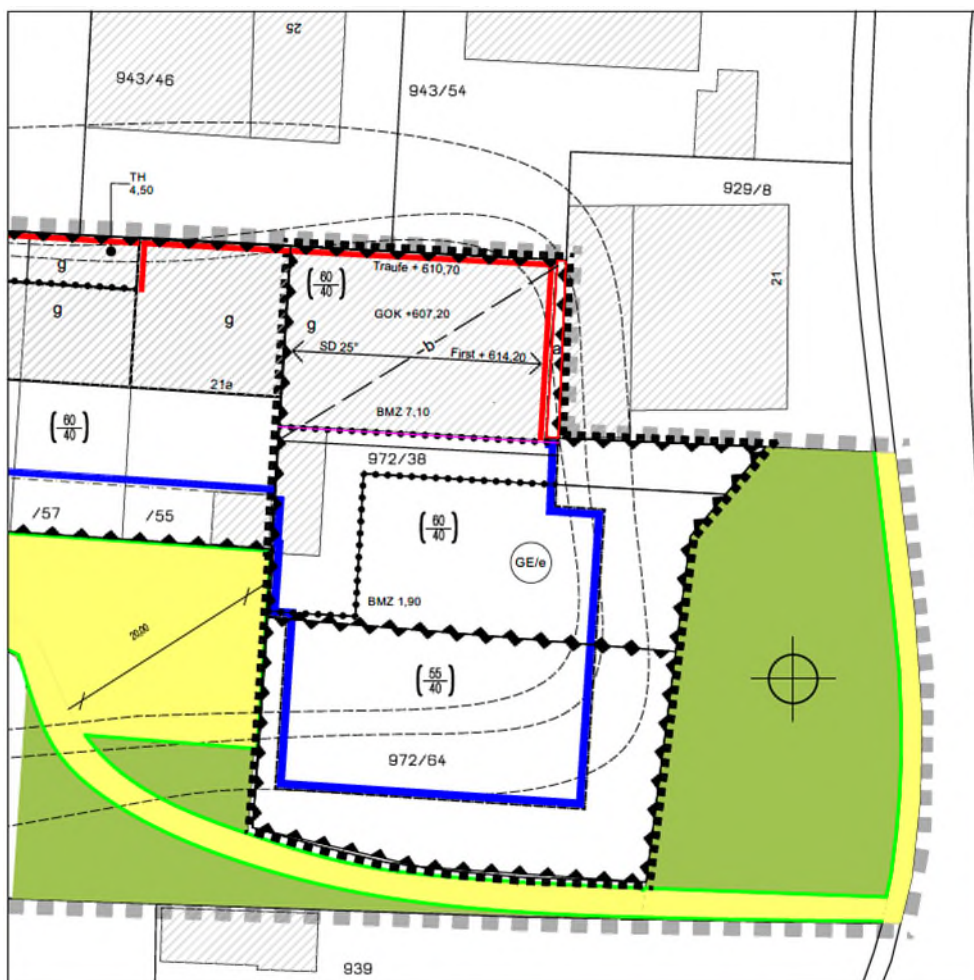 25
943/46
943/54
TH
4,50
929/8
g
60
40
Traufe + 610,70
21
GOK +607,20
g
g
g
b
a
SD 25°
First + 614,20
21a
BMZ 7,10
60
40
972/38
/57
/55
60
40
GE/e
BMZ 1,90
20,00
55
40
972/64
939